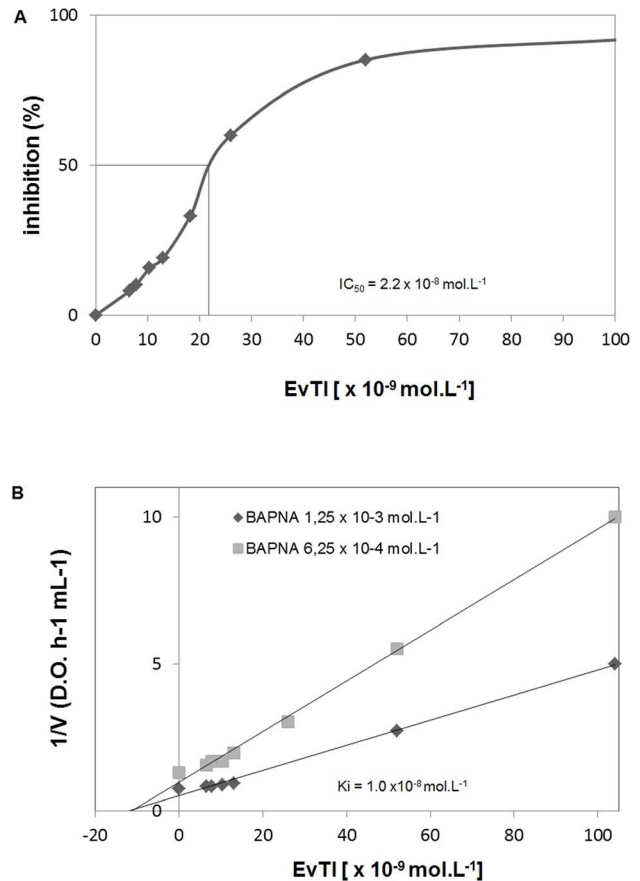 A
100
50
0
inhibition (%)
IC50 = 2.2 x 10-8 mol.L-1
0 10 20 30 40 50 60 70 80 90 100
EvTI [ x 10-9 mol.L-1]
B
10
5
0
1/V (D.O. h-1 mL-1)
BAPNA 1,25 x 10-3 mol.L-1
BAPNA 6,25 x 10-4 mol.L-1
Ki = 1.0 x10-8 mol.L-1
-20 0 20 40 60 80 100
EvTI [ x 10-9 mol.L-1]